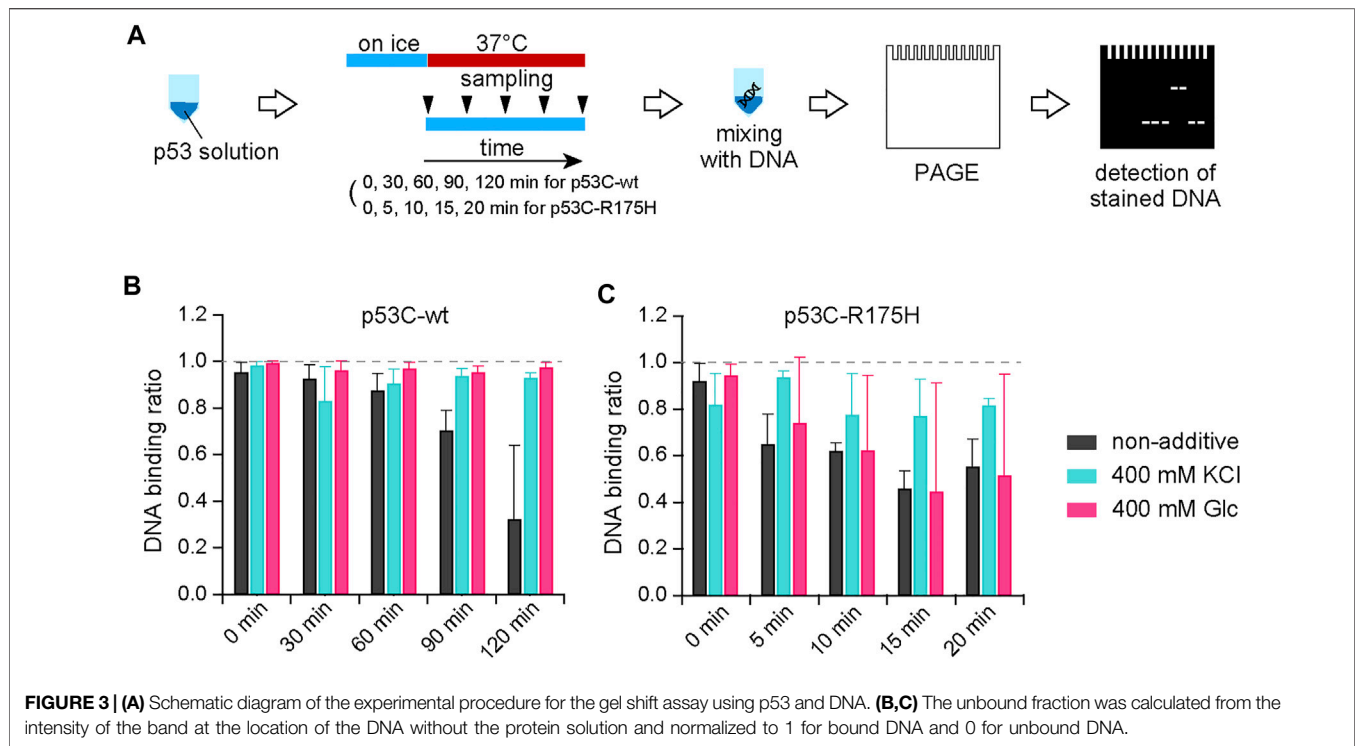 A
on ice 37°C
sampling
p53 solution
time
( 0, 30, 60, 90, 120 min for p53C-wt
0, 5, 10, 15, 20 min for p53C-R175H
mixing
with DNA
PAGE
detection of
stained DNA
B
p53C-wt
DNA binding ratio
1.2
1.0
0.8
0.6
0.4
0.2
0.0
0 min
30 min
60 min
90 min
120 min
C
p53C-R175H
DNA binding ratio
1.2
1.0
0.8
0.6
0.4
0.2
0.0
0 min
5 min
10 min
15 min
20 min
non-additive
400 mM KCl
400 mM Glc
FIGURE 3 | (A) Schematic diagram of the experimental procedure for the gel shift assay using p53 and DNA. (B,C) The unbound fraction was calculated from the
intensity of the band at the location of the DNA without the protein solution and normalized to 1 for bound DNA and 0 for unbound DNA.